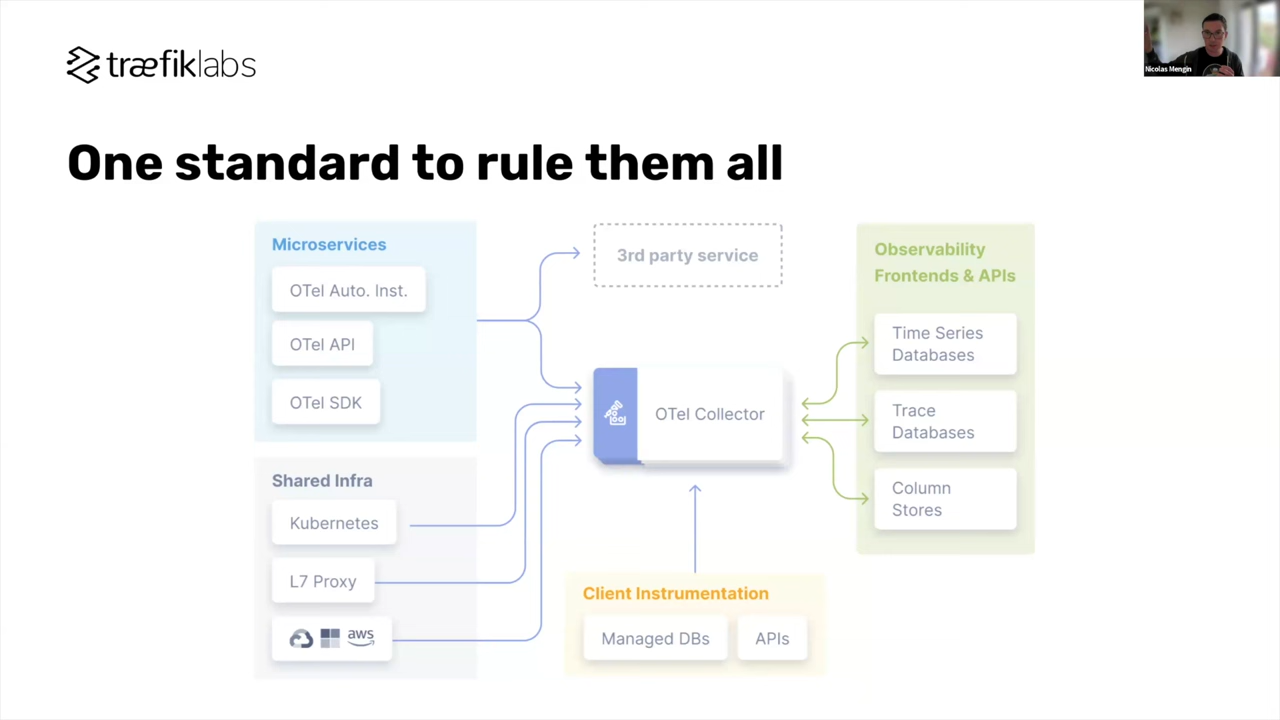 træfiklabs
Nicolas Mengin
One standard to rule them all
Microservices
OTel Auto. Inst.
OTel API
OTel SDK
Shared Infra
Kubernetes
L7 Proxy
aws
3rd party service
OTel Collector
Client Instrumentation
Managed DBs
APIs
Observability
Frontends & APIs
Time Series
Databases
Trace
Databases
Column
Stores